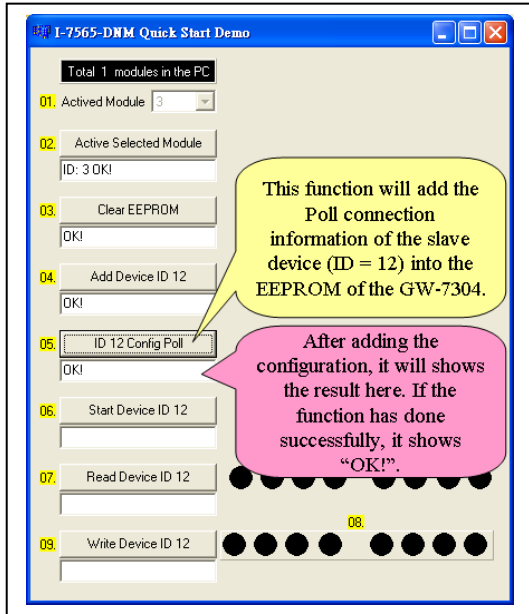 I-7565-DNM Quick Start Demo
Total 1 modules in the PC
01. Actived Module 3
02. Active Selected Module
ID: 3 OK!
03. Clear EEPROM
OK!
04. Add Device ID 12
OK!
05. ID 12 Config Poll
OK!
06. Start Device ID 12
07. Read Device ID 12
08.
09. Write Device ID 12
This function will add the
Poll connection
information of the slave
device (ID = 12) into the
EEPROM of the GW-7304.
After adding the
configuration, it will shows
the result here. If the
function has done
successfully, it shows
“OK!”.